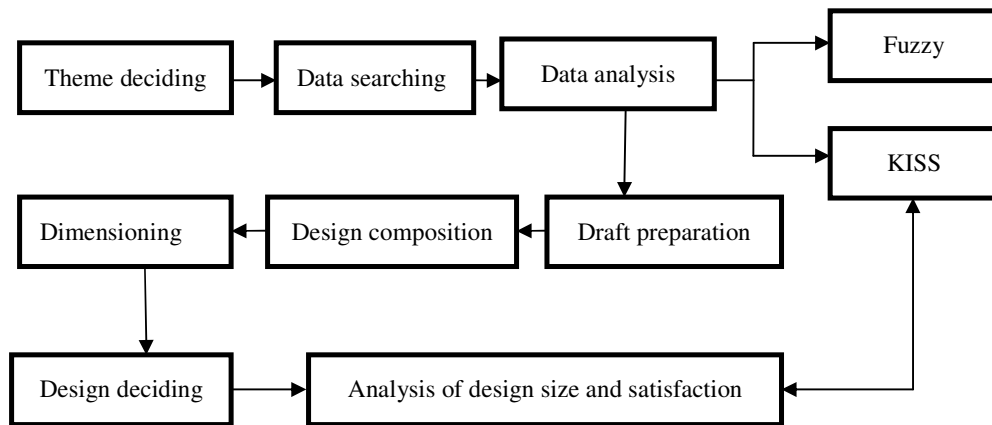 Theme deciding
Data searching
Data analysis
Fuzzy
KISS
Draft preparation
Design composition
Dimensioning
Design deciding
Analysis of design size and satisfaction